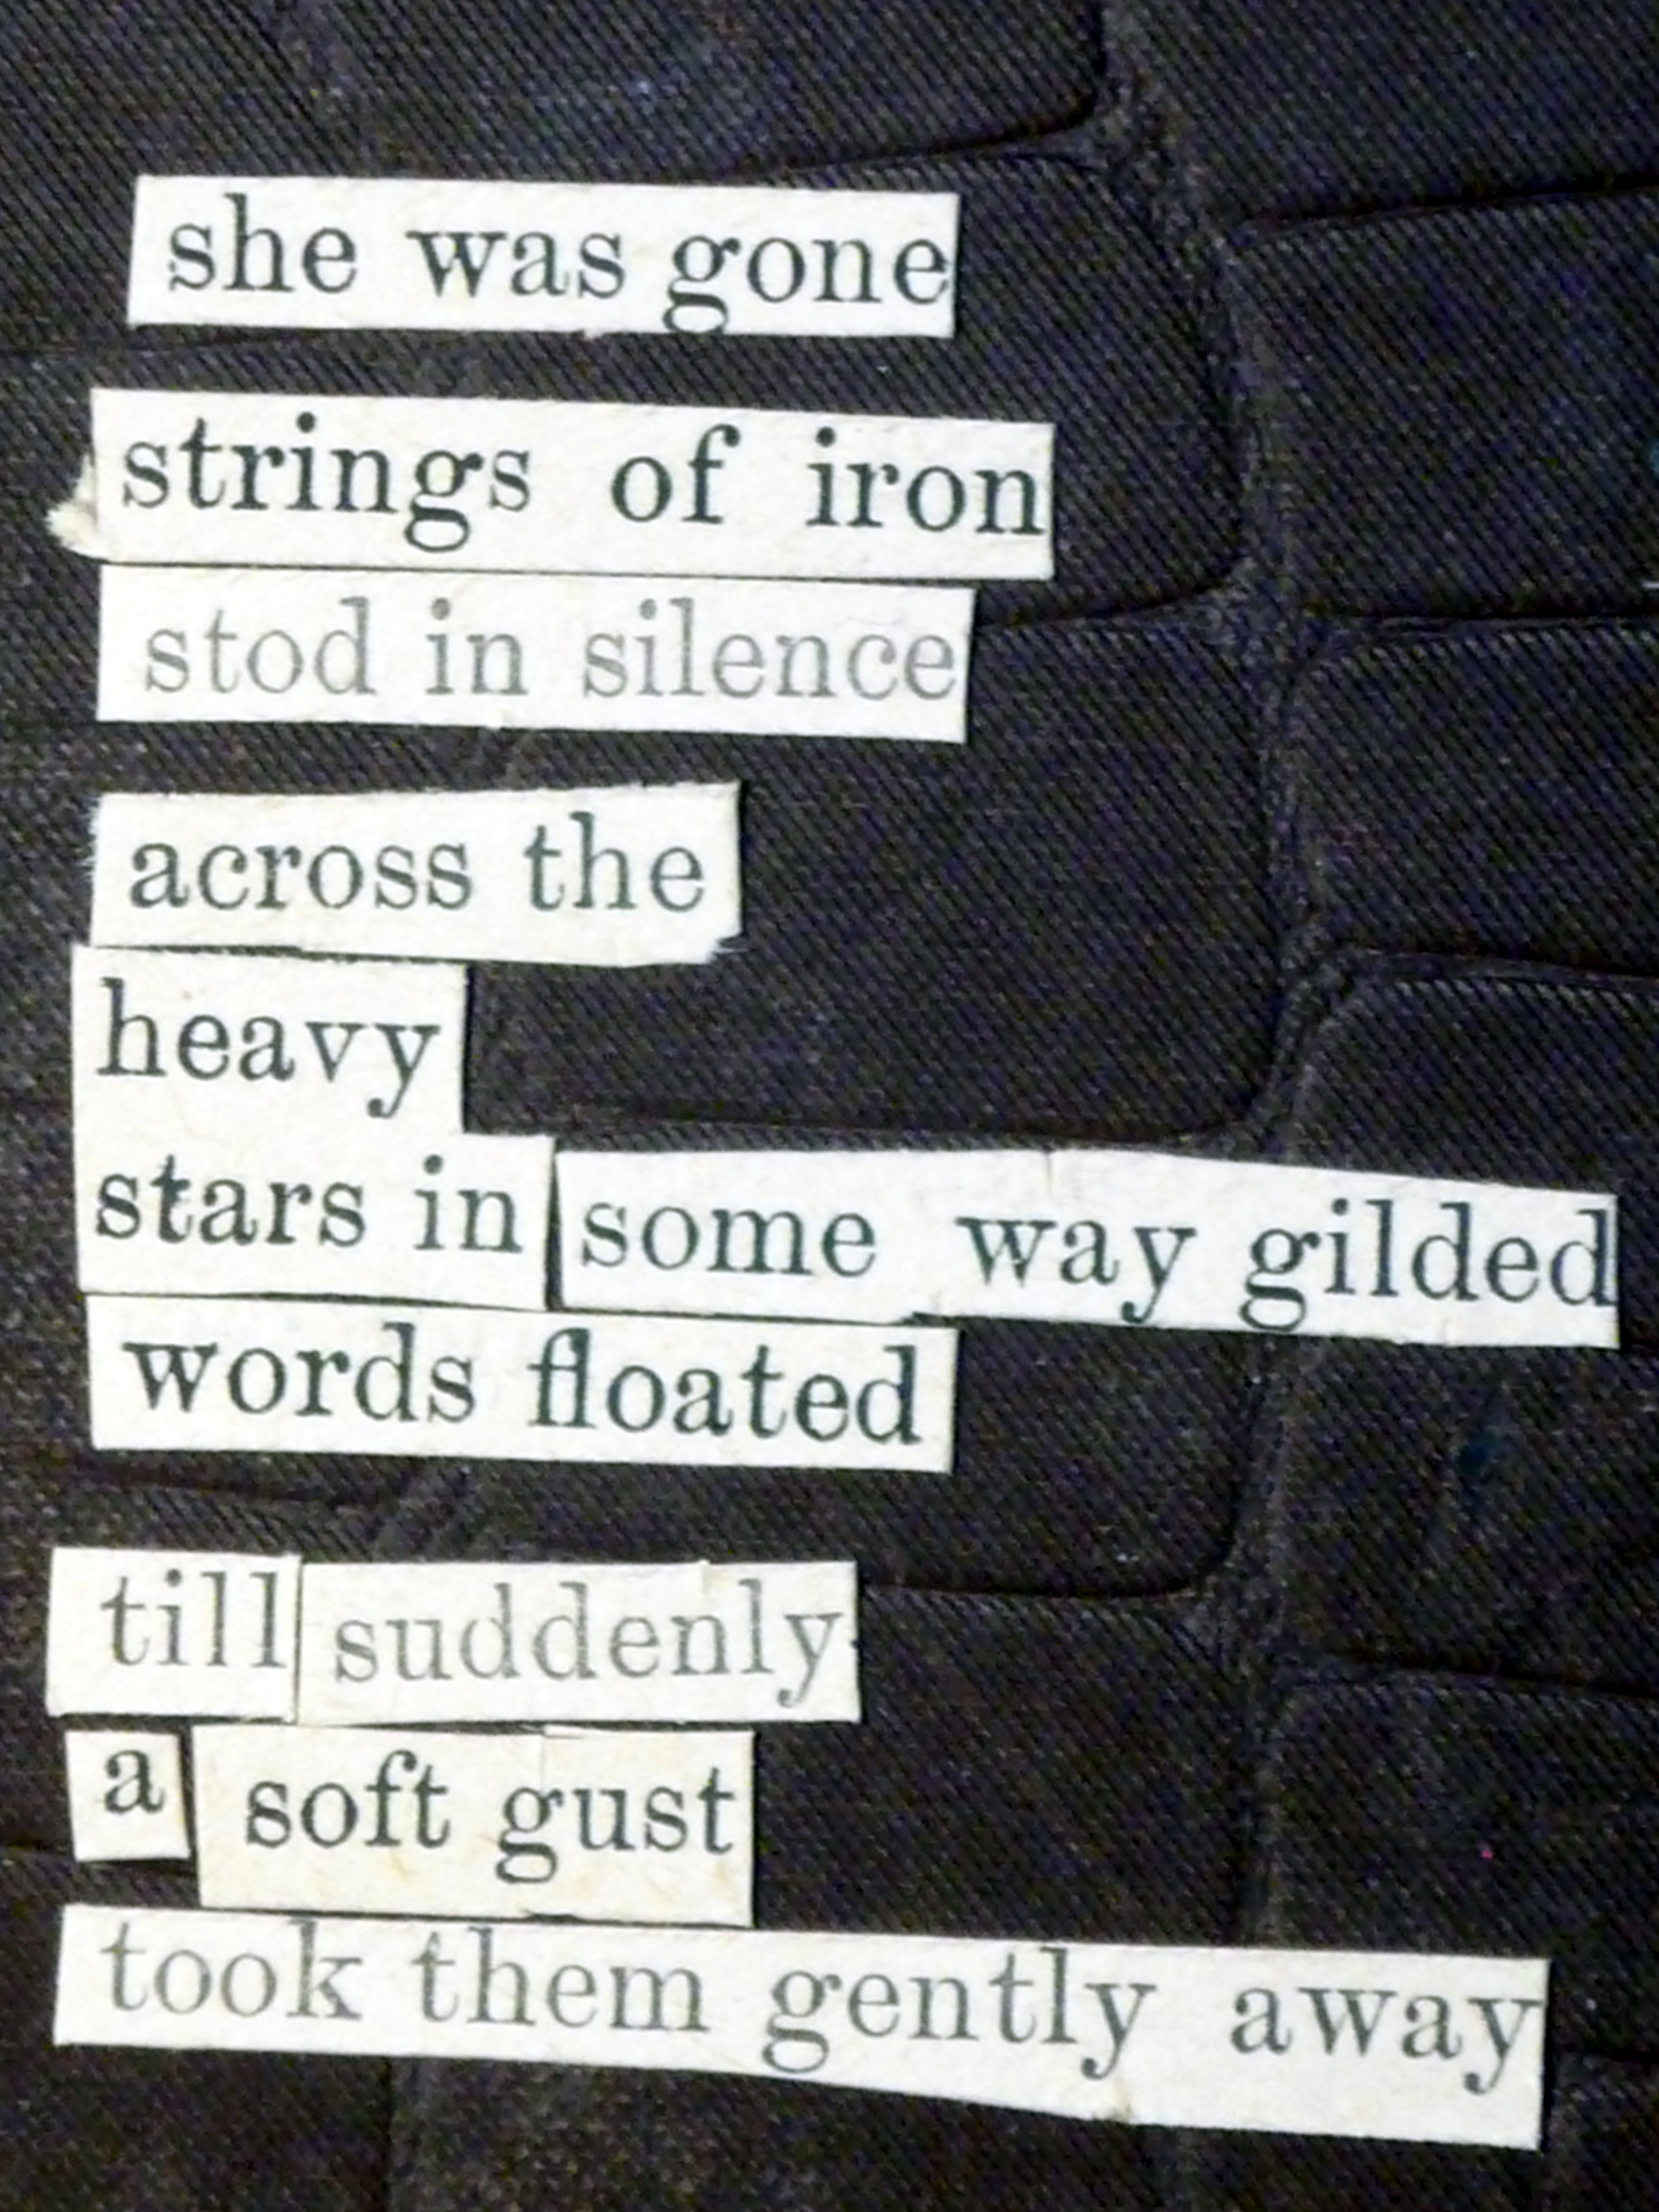 she was gone
strings of iron
stod in silence
across the
heavy
stars in some way gilded
words floated
till suddenly
a soft gust
took them gently away